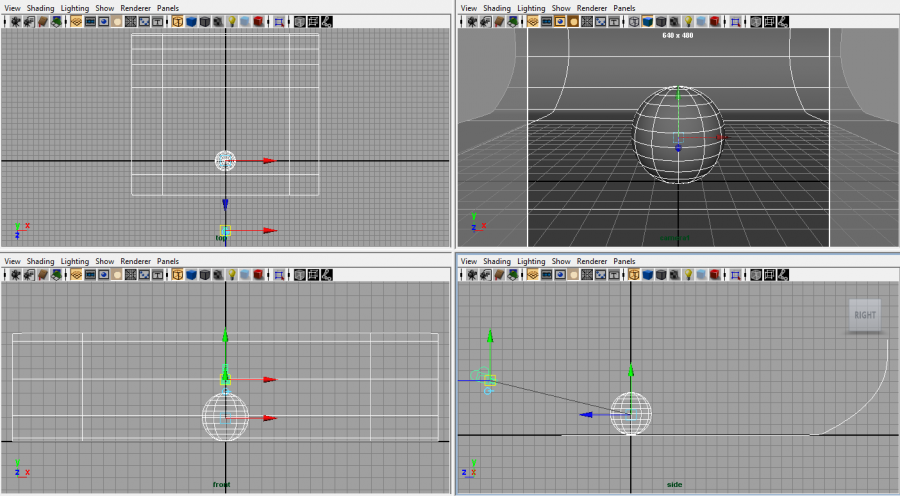 View Shading Lighting Show Renderer Panels
View Shading Lighting Show Renderer Panels
640 x 480
y
z x
x
z
top
View Shading Lighting Show Renderer Panels
View Shading Lighting Show Renderer Panels
RIGHT
z x
front
z x
side